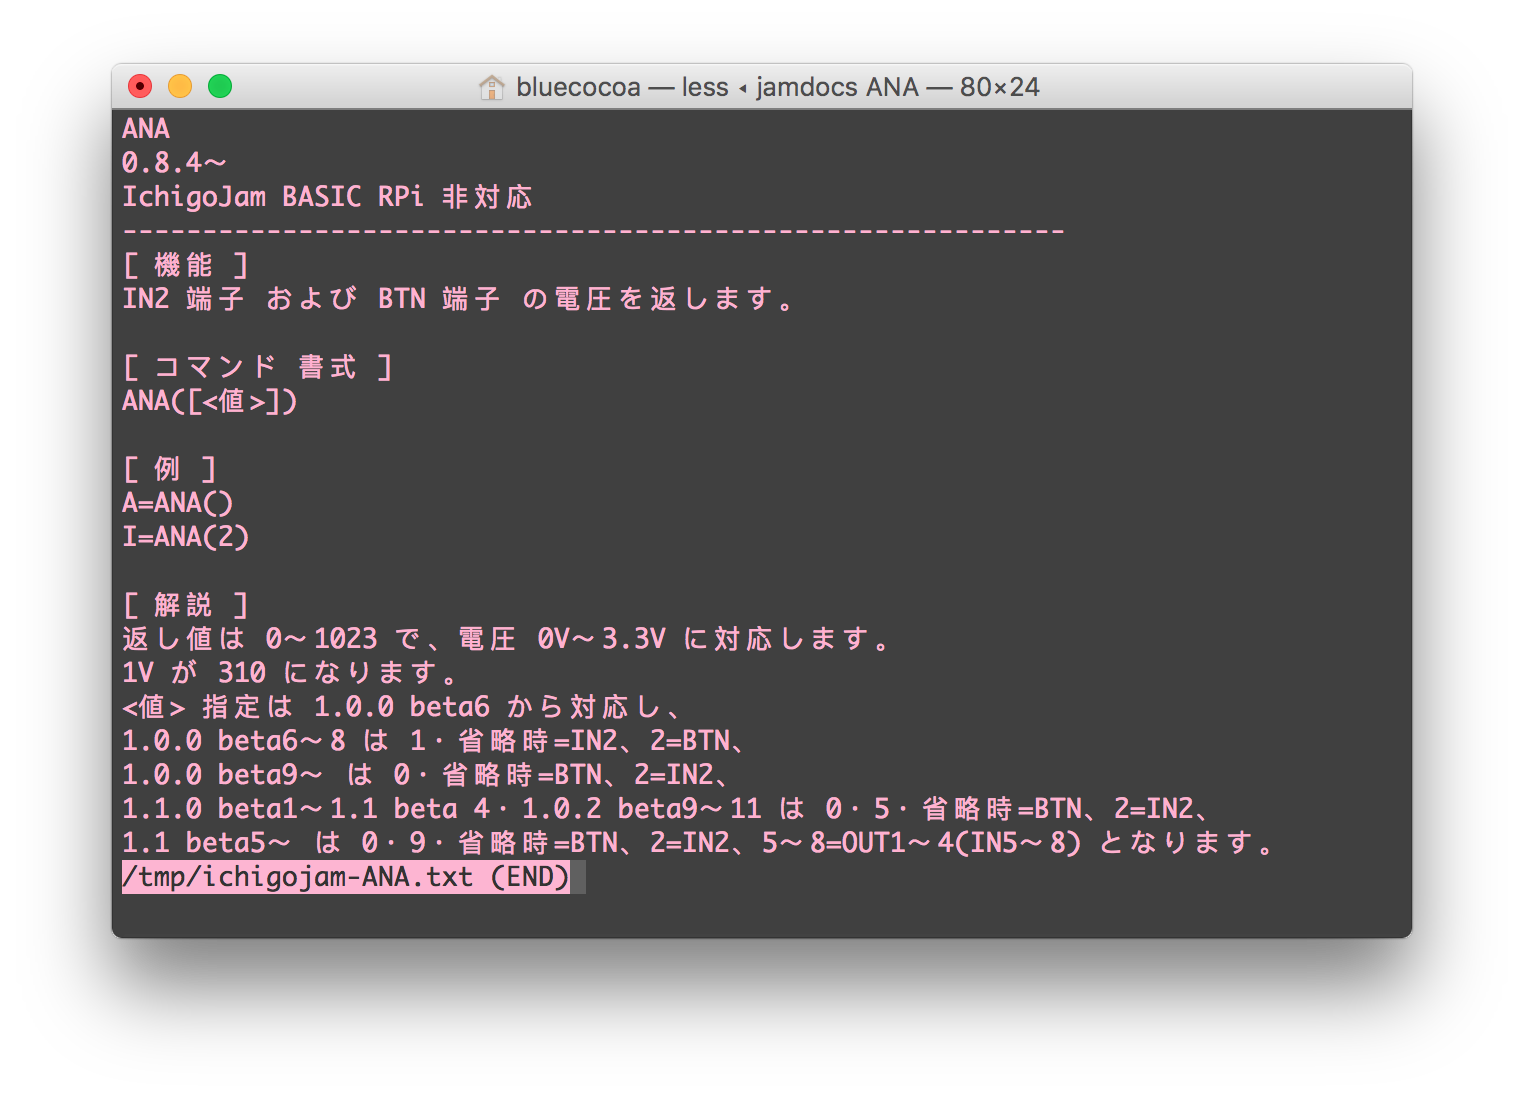 bluecocoa — less ◂ jamdocs ANA — 80×24
ANA
0.8.4〜
IchigoJam BASIC RPi 非対応
-----------------------------------------------------------
[ 機能 ]
IN2 端子 および BTN 端子 の電圧を返します。
[ コマンド 書式 ]
ANA([<値>])
[ 例 ]
A=ANA()
I=ANA(2)
[ 解説 ]
返し値は 0〜1023 で、電圧 0V〜3.3V に対応します。
1V が 310 になります。
<値> 指定は 1.0.0 beta6 から対応し、
1.0.0 beta6〜8 は 1・省略時=IN2、2=BTN、
1.0.0 beta9〜 は 0・省略時=BTN、2=IN2、
1.1.0 beta1〜1.1 beta 4・1.0.2 beta9〜11 は 0・5・省略時=BTN、2=IN2、
1.1 beta5〜 は 0・9・省略時=BTN、2=IN2、5〜8=OUT1〜4(IN5〜8) となります。
/tmp/ichigojam-ANA.txt (END)